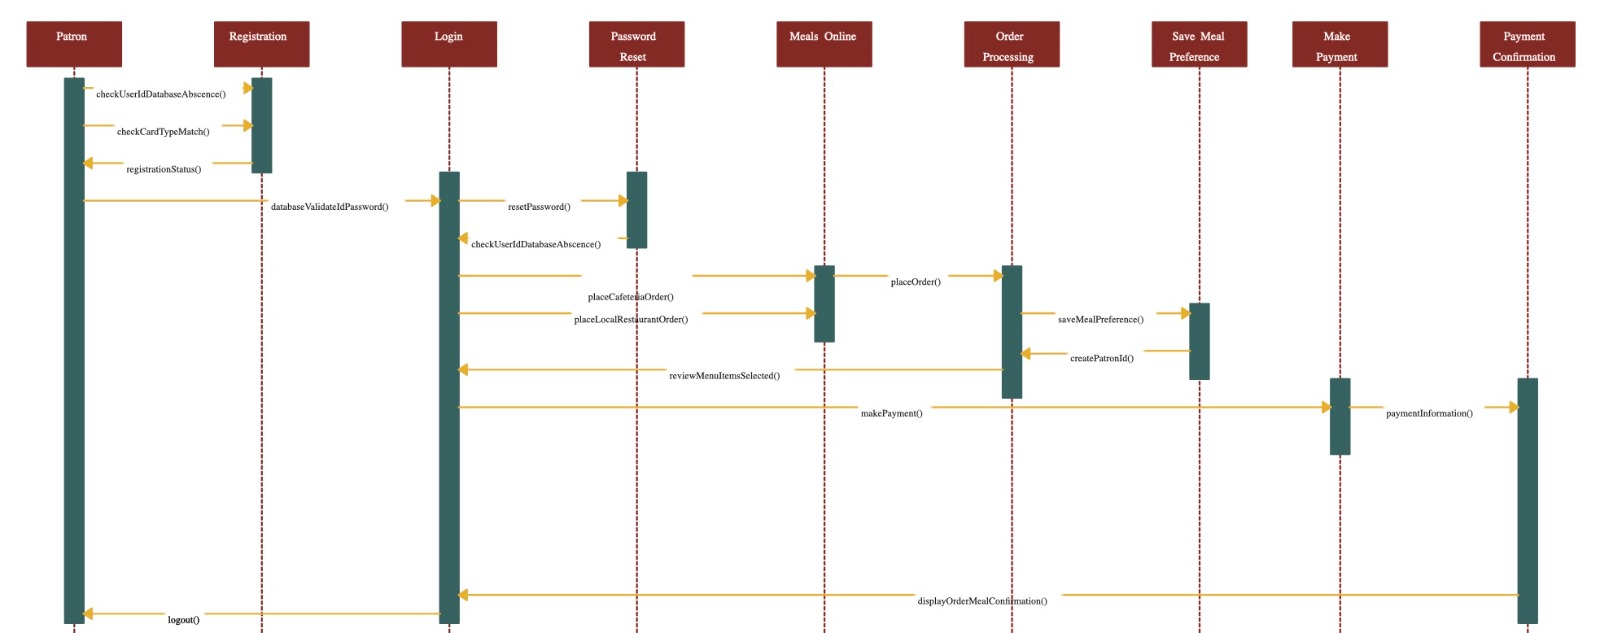 Patron
Registration
Login
Password
Reset
Meals Online
Order
Processing
Save Meal
Preference
Make
Payment
Payment
Confirmation
checkUserIdDatabaseAbscence()
checkCardTypeMatch()
registrationStatus()
databaseValidateIdPassword()
resetPassword()
checkUserIdDatabaseAbscence()
placeOrder()
placeCafeteriaOrder()
placeLocalRestaurantOrder()
saveMealPreference()
createPatronId()
reviewMenuItemsSelected()
makePayment()
paymentInformation()
displayOrderMealConfirmation()
logout()